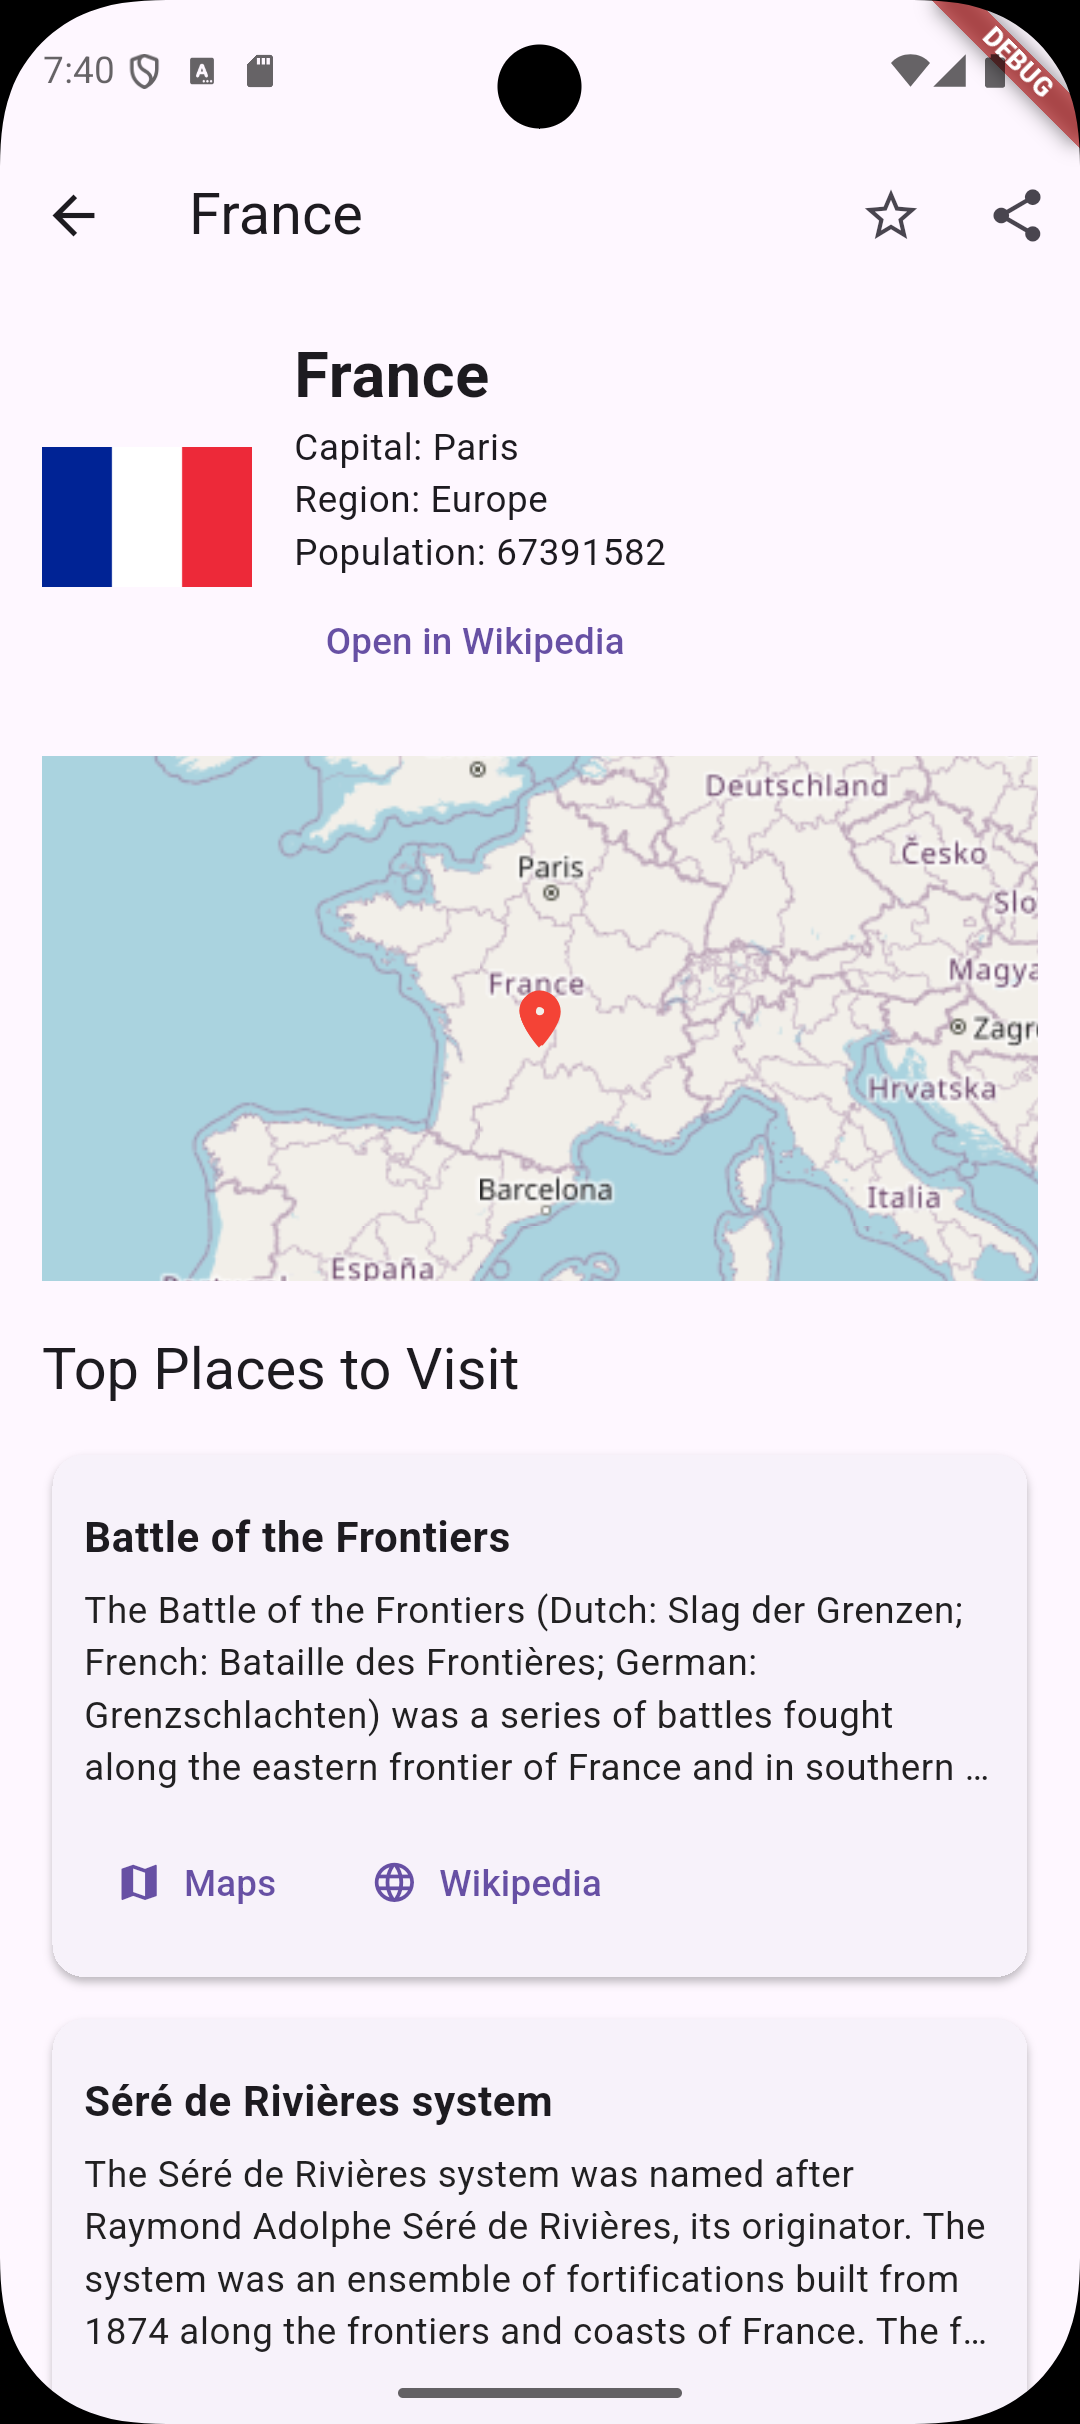 7:40
DEBUG
France
France
Capital: Paris
Region: Europe
Population: 67391582
Open in Wikipedia
Deutschland
Paris
Česko
Slo
France
Magya
Zagr
Hrvatska
Barcelona
Italia
España
Top Places to Visit
Battle of the Frontiers
The Battle of the Frontiers (Dutch: Slag der Grenzen;
French: Bataille des Frontières; German:
Grenzschlachten) was a series of battles fought
along the eastern frontier of France and in southern …
Maps
Wikipedia
Séré de Rivières system
The Séré de Rivières system was named after
Raymond Adolphe Séré de Rivières, its originator. The
system was an ensemble of fortifications built from
1874 along the frontiers and coasts of France. The f…